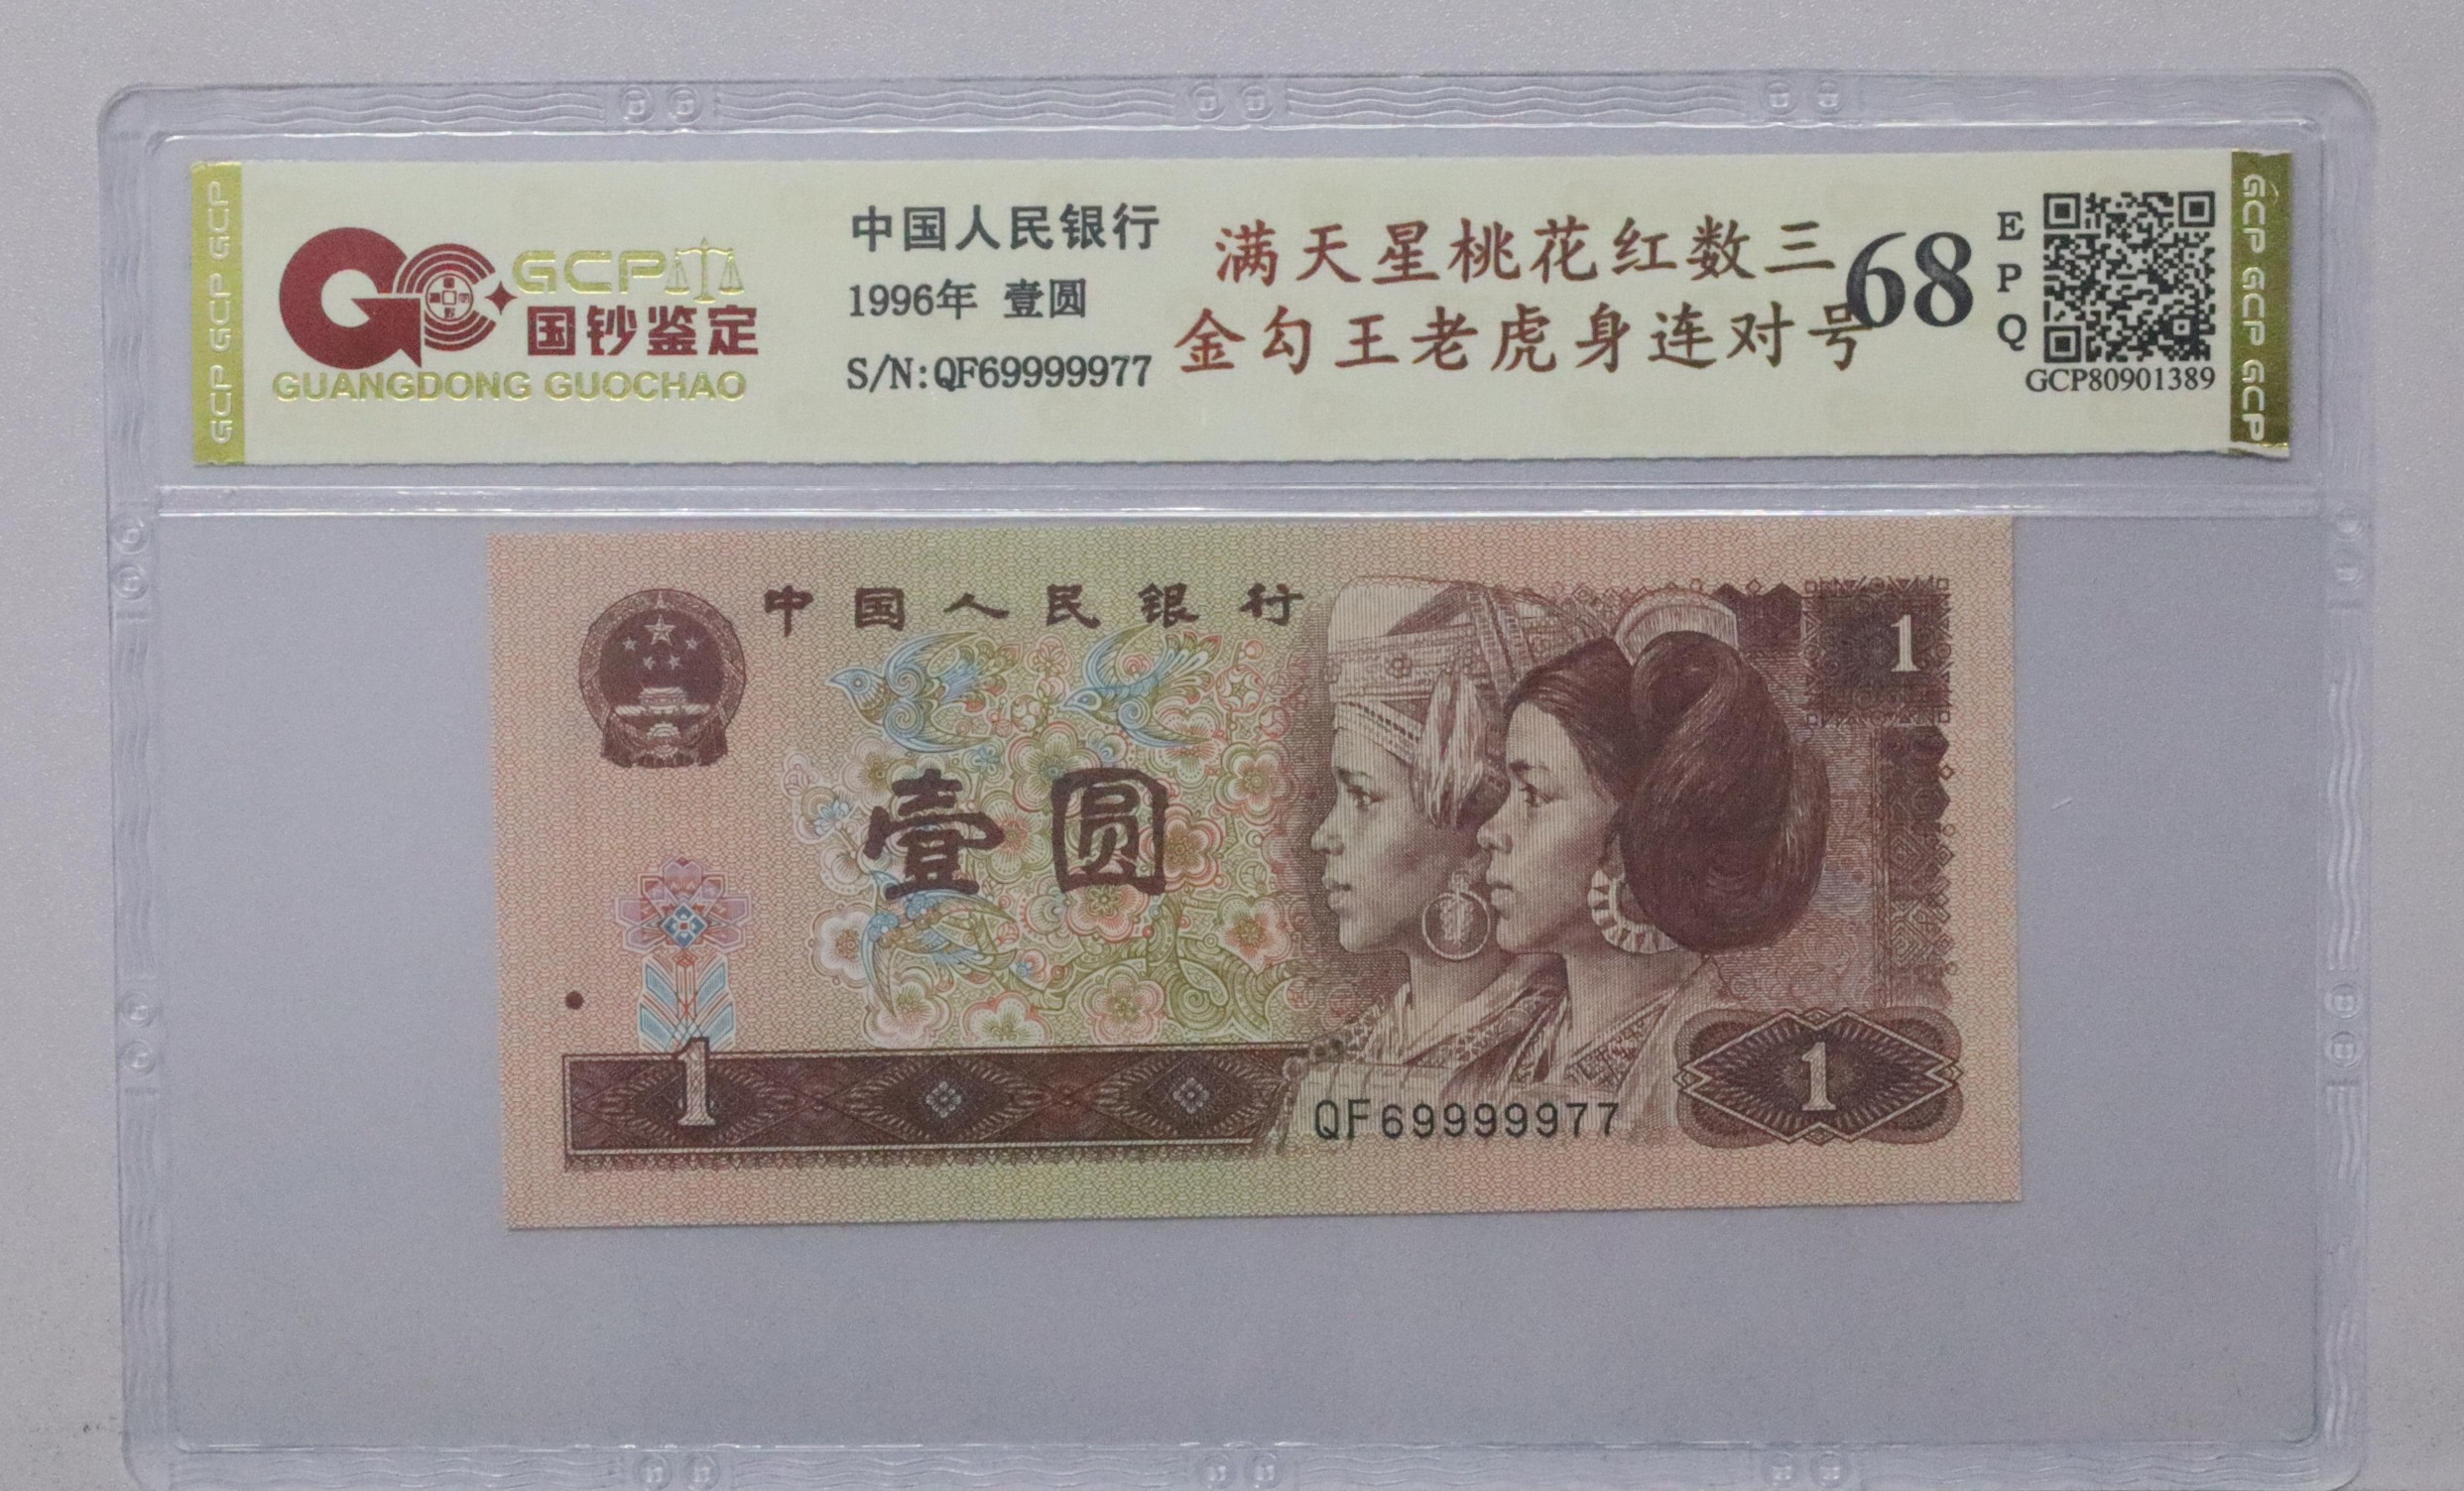 GCP GCP GCP
GCP
国钞鉴定
GUANGDONG GUOCHAO
中国人民银行
1996年 壹圆
S/N:QF69999977
满天星桃花红数三
金勾王老虎身连对号
68
E
P
Q
GCP80901389
GCP GCP GCP
中国人民银行
1
壹圆
1
1
QF69999977